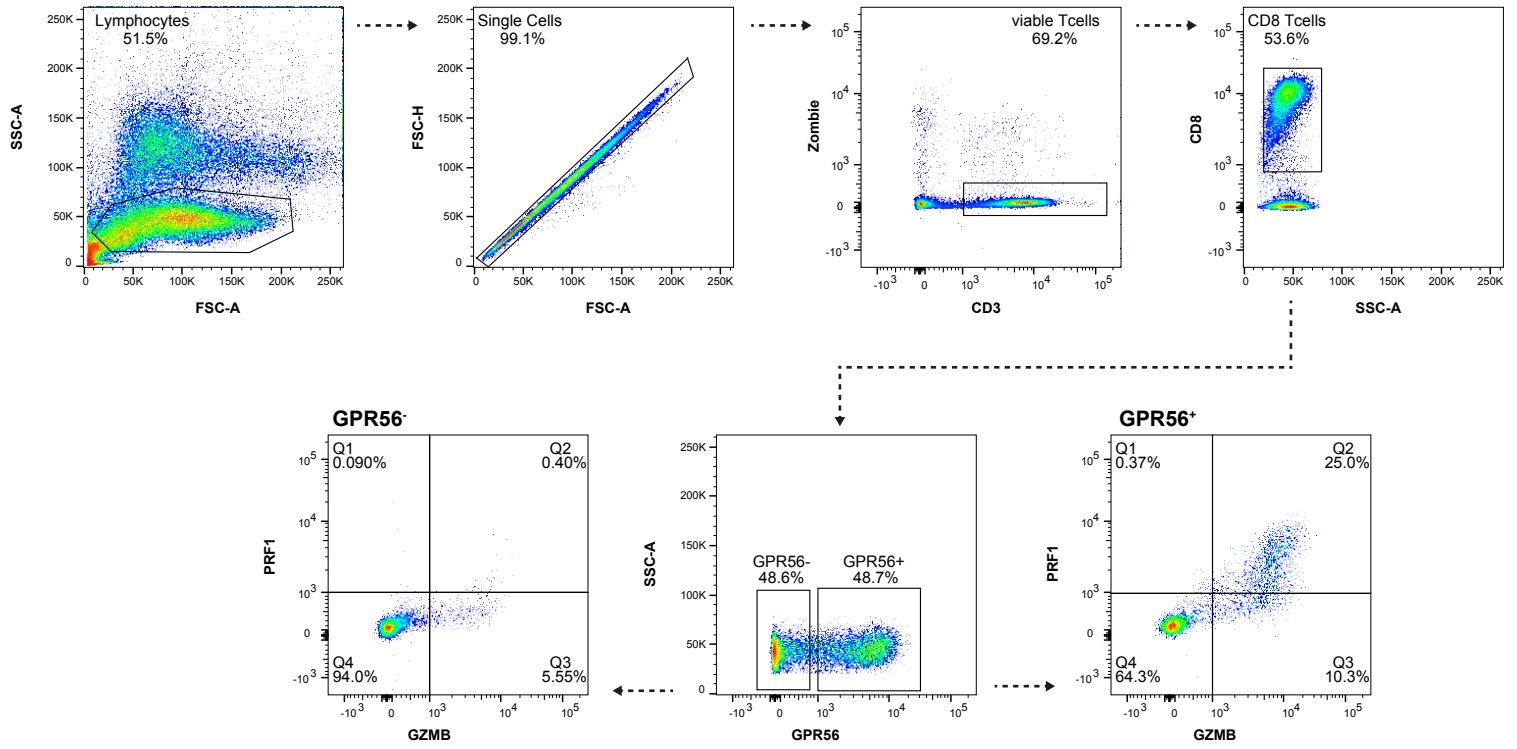 Lymphocytes
51.5%
250K
200K
150K
100K
50K
0
SSC-A
0
50K
100K
150K
200K
250K
FSC-A
Single Cells
99.1%
250K
200K
150K
100K
50K
0
FSC-H
0
50K
100K
150K
200K
250K
FSC-A
viable Tcells
69.2%
10^5
10^4
10^3
0
-10^3
Zombie
-10^3
0
10^3
10^4
10^5
CD3
CD8 Tcells
53.6%
10^5
10^4
10^3
0
-10^3
CD8
0
50K
100K
150K
200K
250K
SSC-A
GPR56^-
Q1
0.090%
Q2
0.40%
Q4
94.0%
Q3
5.55%
10^5
10^4
10^3
0
-10^3
PRF1
-10^3
0
10^3
10^4
10^5
GZMB
250K
200K
150K
100K
50K
0
SSC-A
GPR56-
48.6%
GPR56+
48.7%
-10^3
0
10^3
10^4
10^5
GPR56
GPR56^+
Q1
0.37%
Q2
25.0%
Q4
64.3%
Q3
10.3%
10^5
10^4
10^3
0
-10^3
PRF1
-10^3
0
10^3
10^4
10^5
GZMB